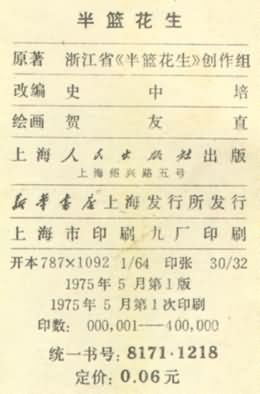 半篮花生
原著 浙江省《半篮花生》创作组
改编 史中培
绘画 贺友直
上海人民出版社出版
上海绍兴路五号
新华书店上海发行所发行
上海市印刷九厂印刷
开本787×1092 1/64 印张 30/32
1975年5月第1版
1975年5月第1次印刷
印数：000,001—400,000
统一书号：8171·1218
定价：0.06元